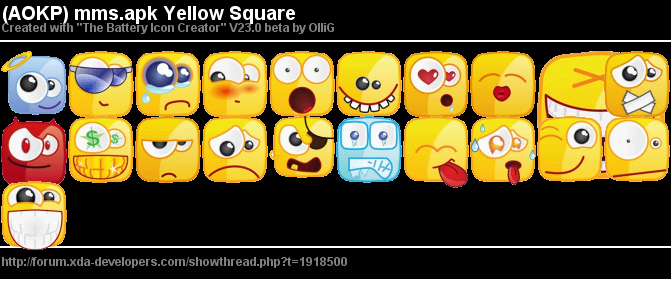 (AOKP) mms.apk Yellow Square
Created with "The Battery Icon Creator" V23.0 beta by OlliG
$ $
http://forum.xda-developers.com/showthread.php?t=1918500